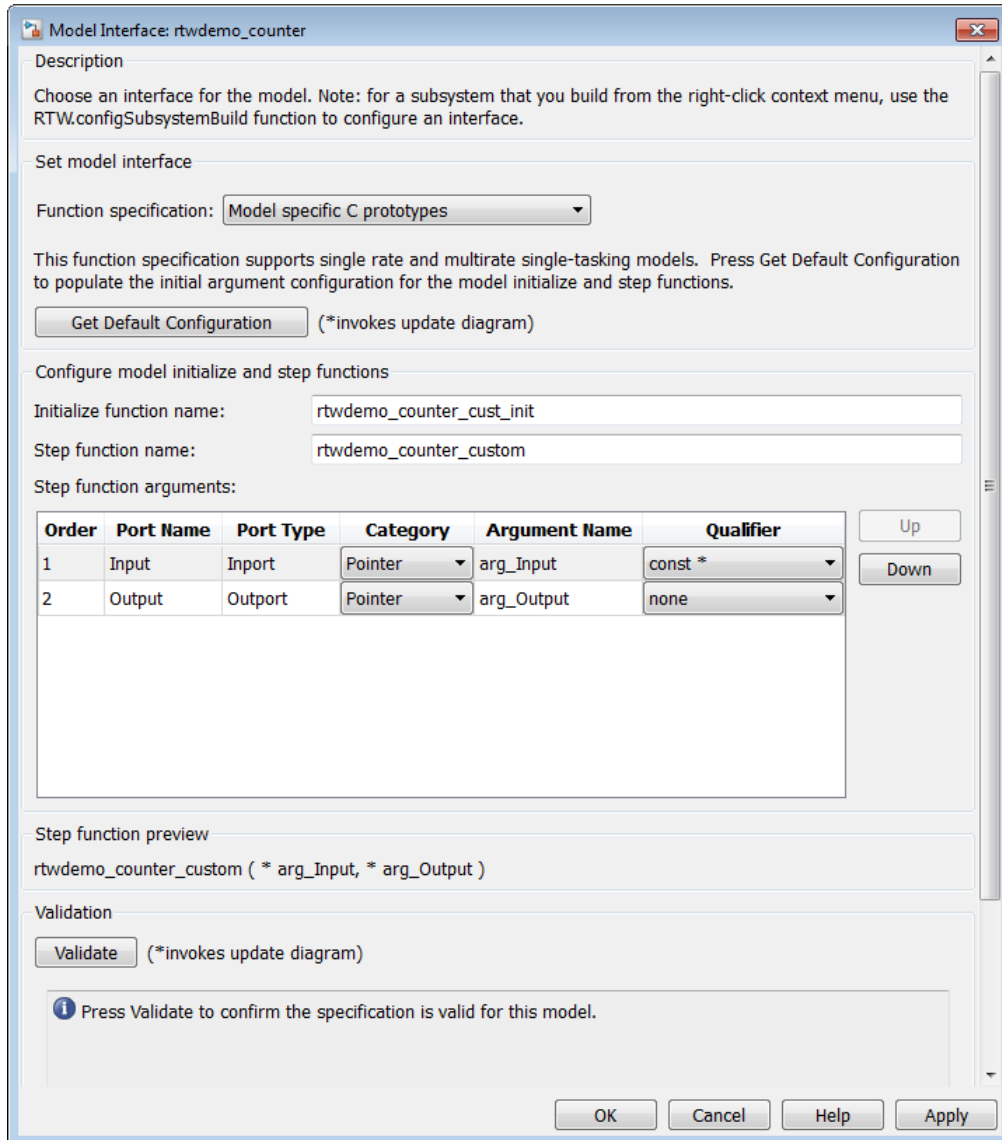 Model Interface: rtwdemo_counter
Description
Choose an interface for the model. Note: for a subsystem that you build from the right-click context menu, use the
RTW.configSubsystemBuild function to configure an interface.
Set model interface
Function specification: Model specific C prototypes
This function specification supports single rate and multirate single-tasking models. Press Get Default Configuration
to populate the initial argument configuration for the model initialize and step functions.
Get Default Configuration (*invokes update diagram)
Configure model initialize and step functions
Initialize function name: rtwdemo_counter_cust_init
Step function name: rtwdemo_counter_custom
Step function arguments:
Order Port Name Port Type Category Argument Name Qualifier Up
1 Input Inport Pointer arg_Input const * Down
2 Output Outport Pointer arg_Output none
Step function preview
rtwdemo_counter_custom ( * arg_Input, * arg_Output )
Validation
Validate (*invokes update diagram)
Press Validate to confirm the specification is valid for this model.
OK Cancel Help Apply